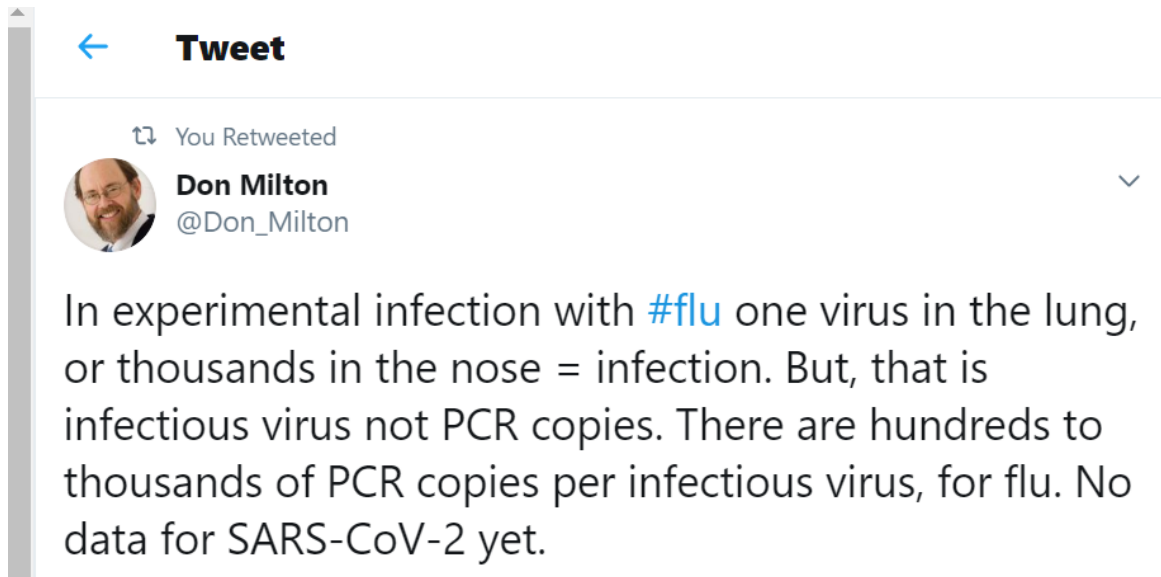 Tweet
You Retweeted
Don Milton
@Don_Milton
In experimental infection with #flu one virus in the lung,
or thousands in the nose = infection. But, that is
infectious virus not PCR copies. There are hundreds to
thousands of PCR copies per infectious virus, for flu. No
data for SARS-CoV-2 yet.